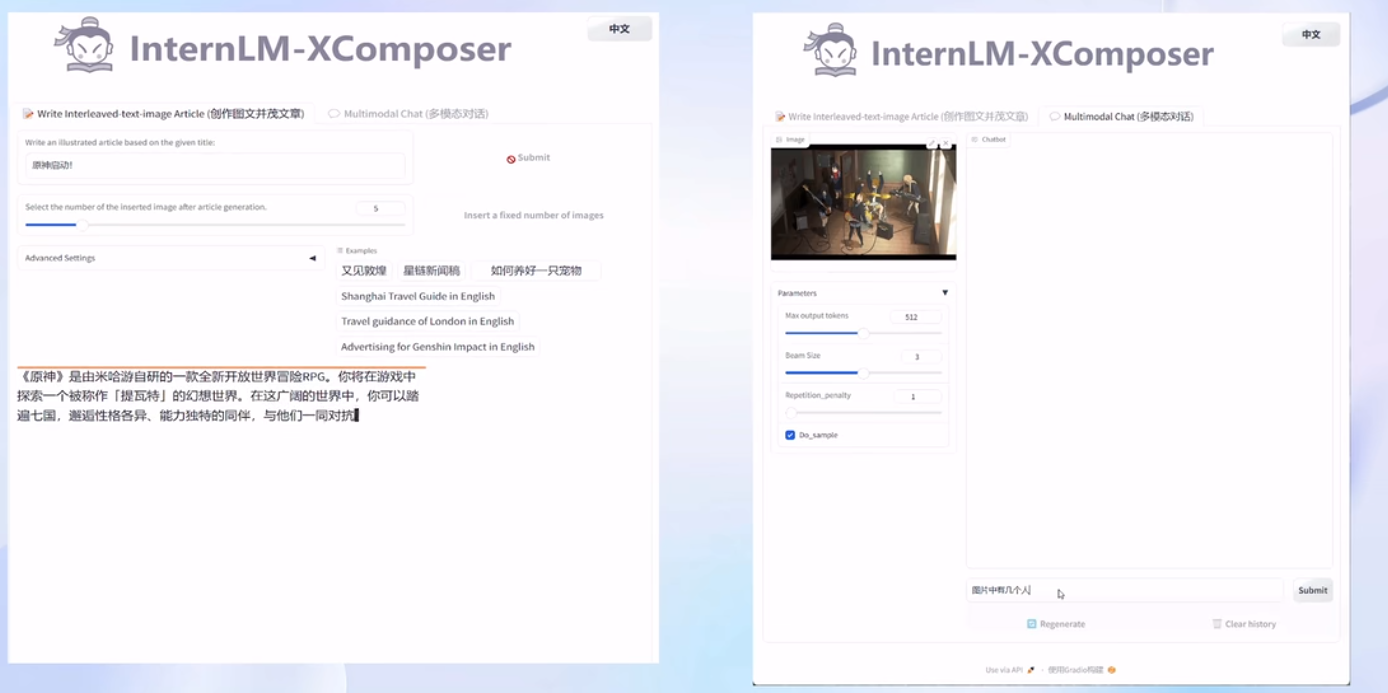 InternLM-XComposer
中文
Write Interleaved-text-image Article (创作图文并茂文章)
Multimodal Chat (多模态对话)
Write an illustrated article based on the given title:
原神启动!
Submit
Select the number of the inserted image after article generation.
5
Insert a fixed number of images
Advanced Settings
Examples
又见敦煌
星链新闻稿
如何养好一只宠物
Shanghai Travel Guide in English
Travel guidance of London in English
Advertising for Genshin Impact in English
《原神》是由米哈游自研的一款全新开放世界冒险RPG。你将在游戏中
探索一个被称作「提瓦特」的幻想世界。在这广阔的世界中，你可以踏
遍七国，邂逅性格各异、能力独特的同伴，与他们一同对抗
InternLM-XComposer
中文
Write Interleaved-text-image Article (创作图文并茂文章)
Multimodal Chat (多模态对话)
Image
Chatbot
Parameters
Max output tokens
512
Beam Size
3
Repetition_penalty
1
Do_sample
图片中有几个人
Submit
Regenerate
Clear history
Use via API
·
使用Gradio构建